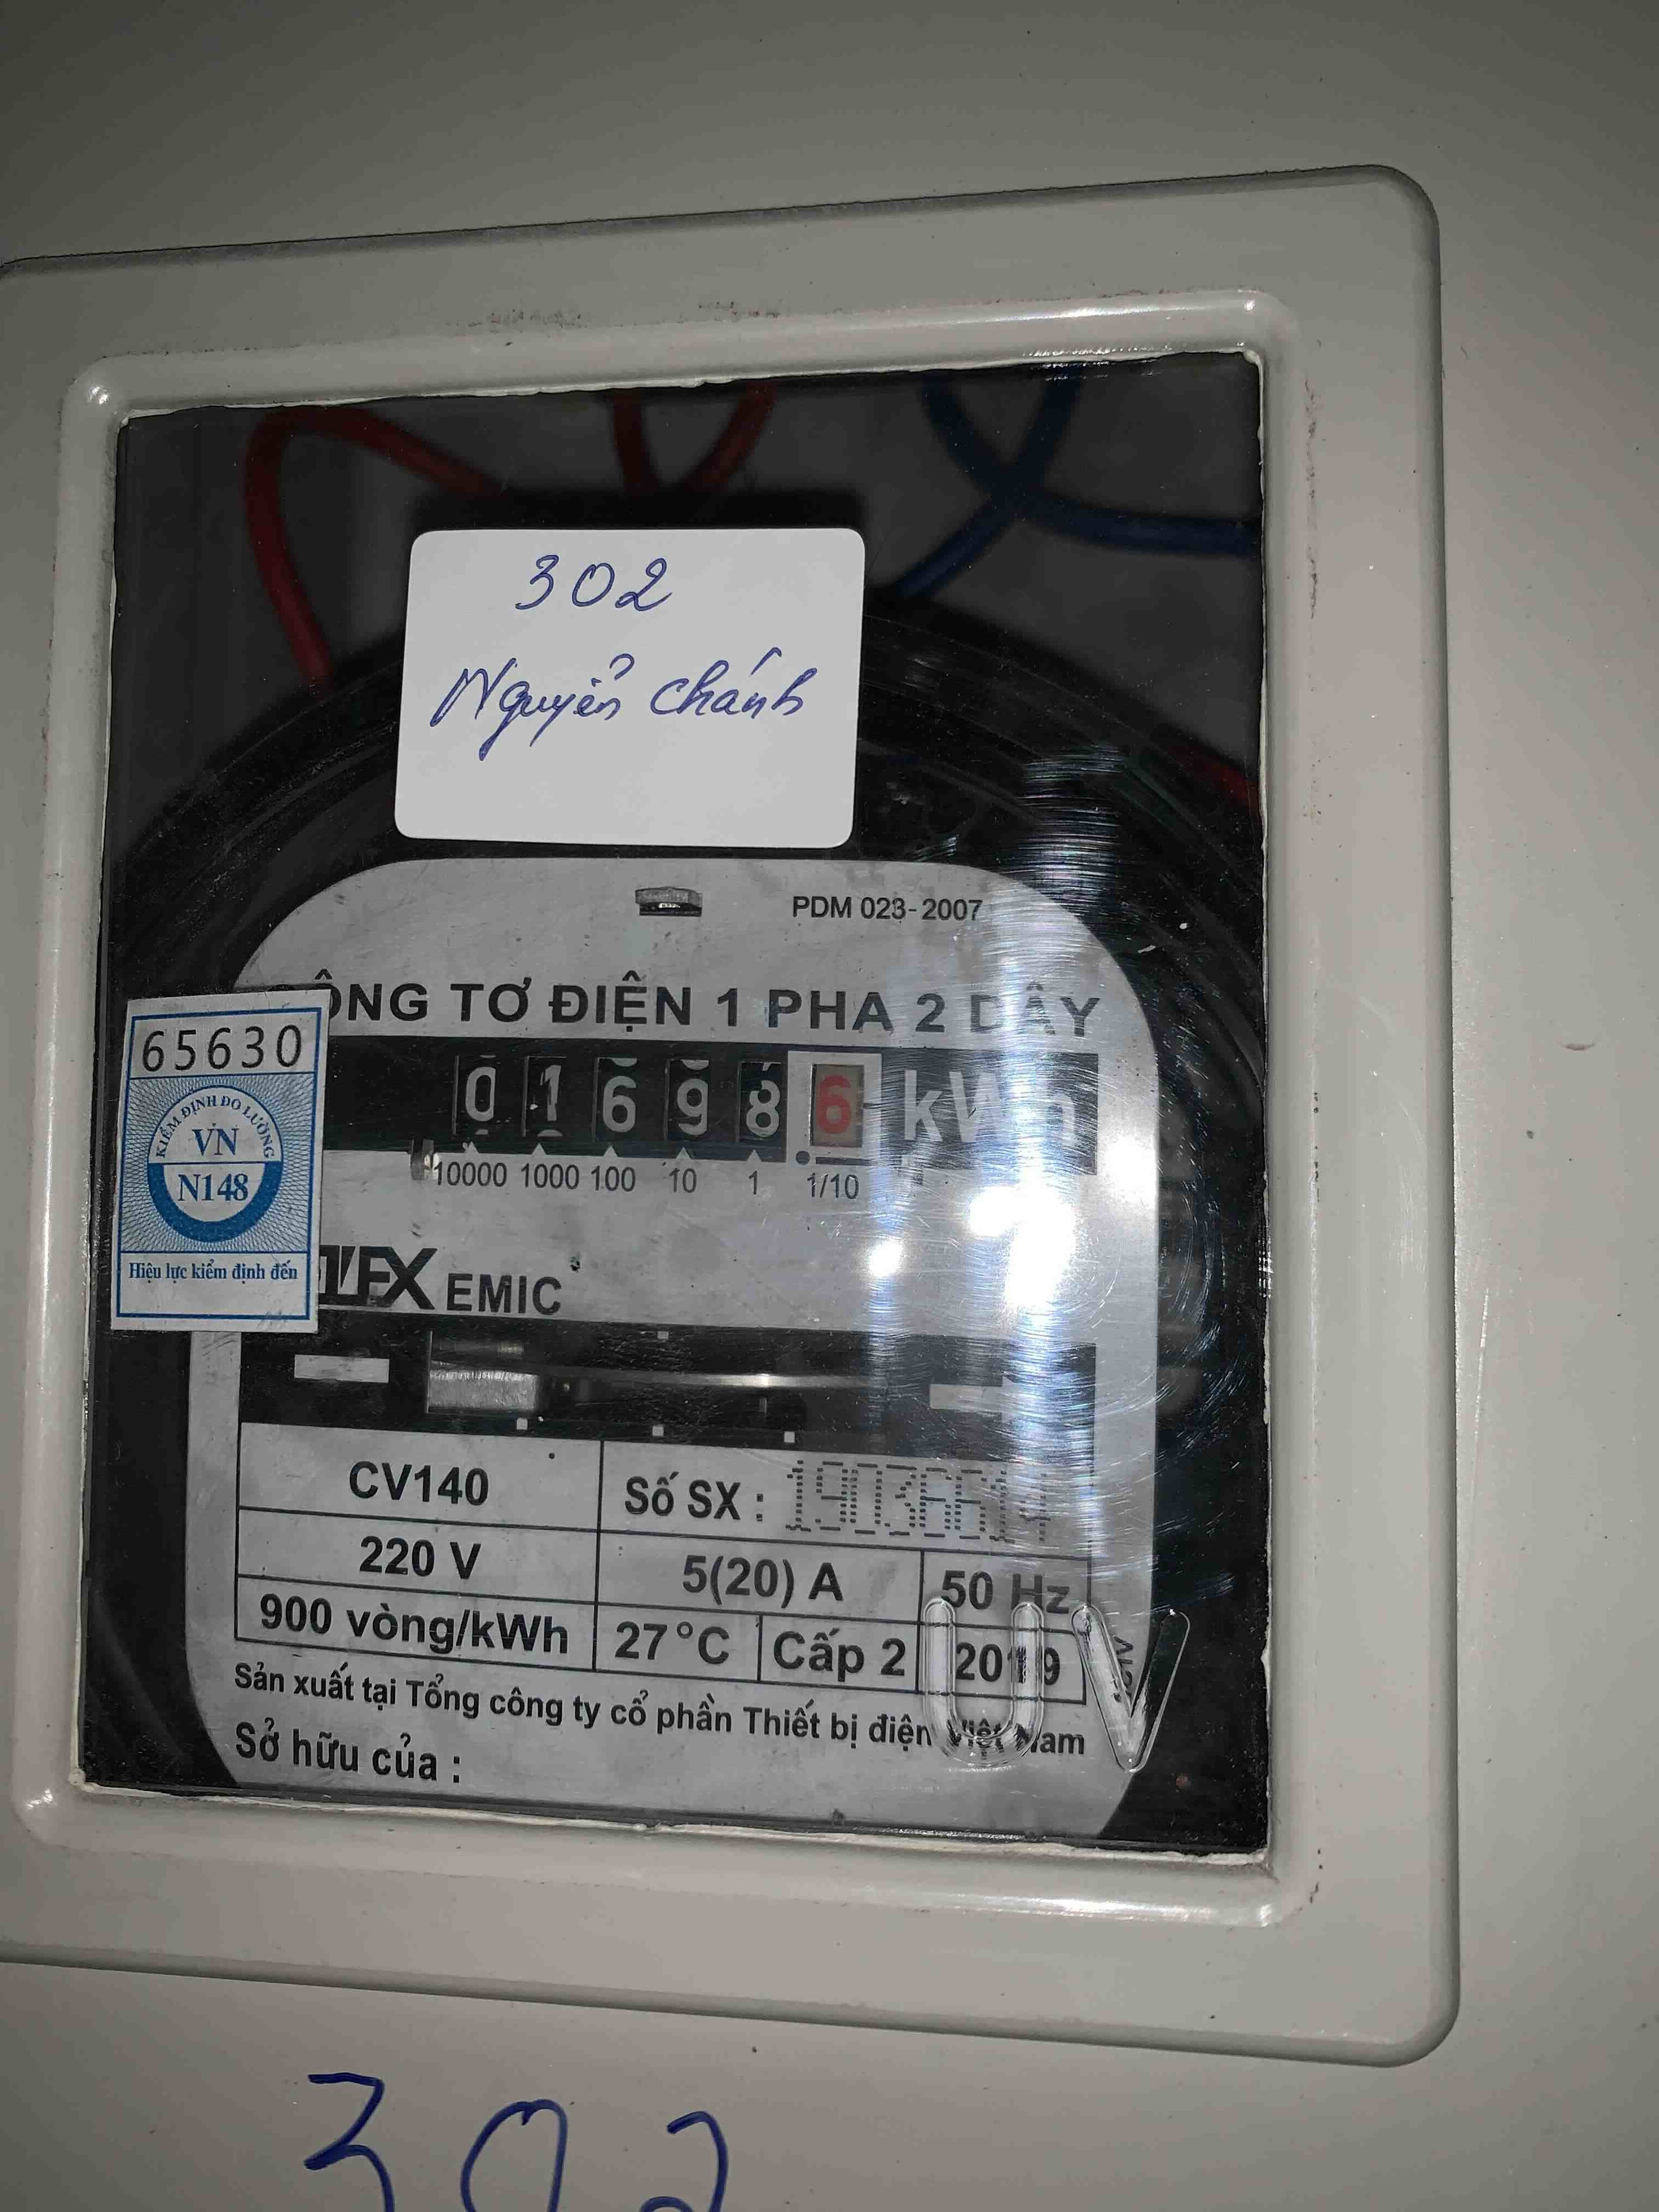 302
Nguyễn Chánh
PDM 023-2007
CÔNG TƠ ĐIỆN 1 PHA 2 DÂY
65630
KIỂM ĐỊNH ĐO LƯỜNG
VN
N148
Hiệu lực kiểm định đến
0 1 6 9 8 6 kWh
10000 1000 100 10 1 1/10
EMIC
CV140
Số SX : 19036614
220 V
5(20) A
50 Hz
900 vòng/kWh
27°C
Cấp 2
2019
UV
Sản xuất tại Tổng công ty cổ phần Thiết bị điện Việt Nam
Sở hữu của :
302